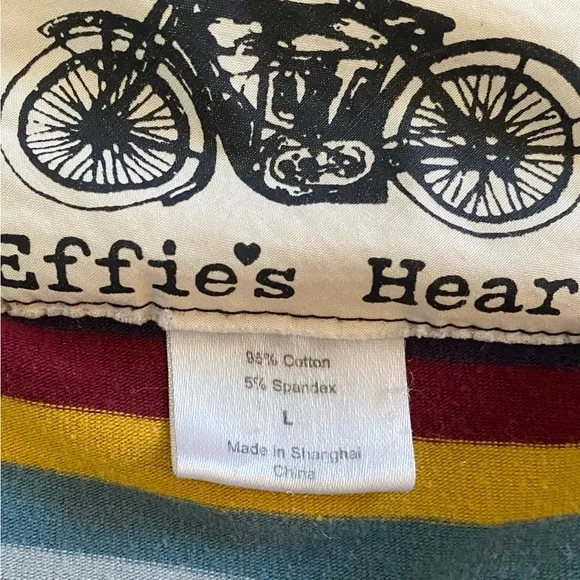 Effie's Hear
95% Cotton
5% Spandex
L
Made in Shanghai
China